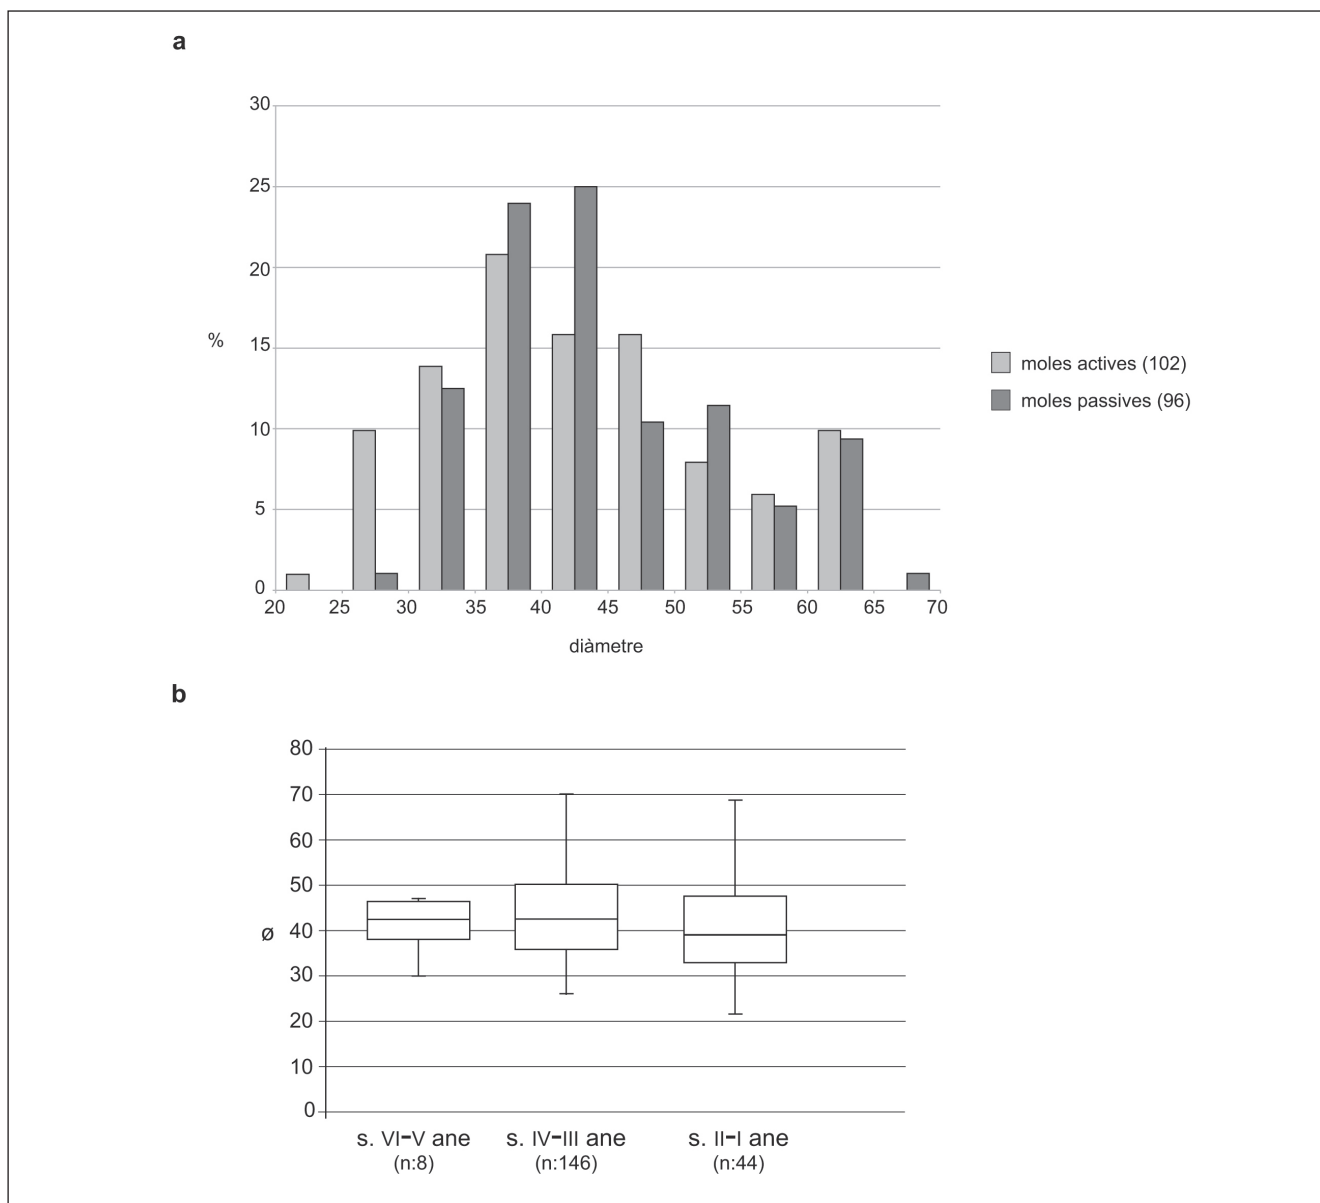 a
30
25
20
15
10
5
0
%
20 25 30 35 40 45 50 55 60 65 70
diàmetre
moles actives (102)
moles passives (96)
b
80
70
60
50
40
30
20
10
0
ø
s. VI-V ane s. IV-III ane s. II-I ane
(n:8) (n:146) (n:44)